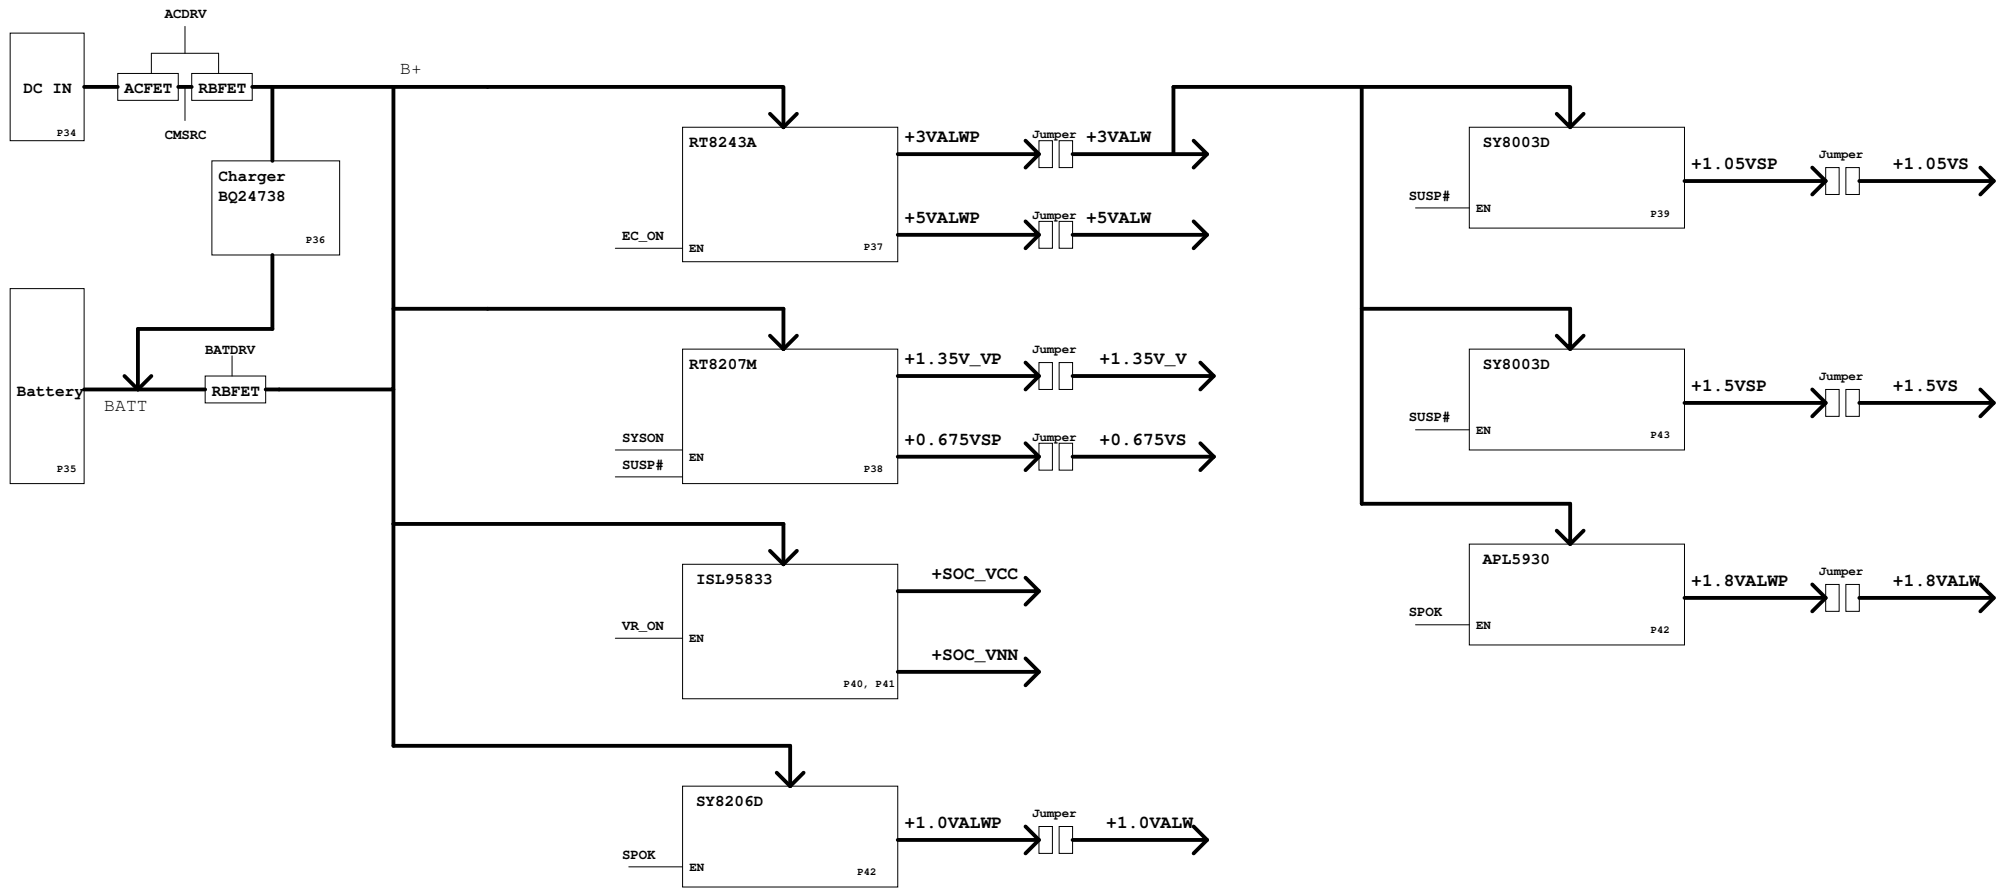 ACDRV
DC IN
P34
ACFET
RBFET
CMSRC
B+
Charger
BQ24738
P36
Battery
P35
BATT
BATDRV
RBFET
RT8243A
P37
EC_ON
EN
+3VALWP
Jumper
+3VALW
+5VALWP
Jumper
+5VALW
RT8207M
P38
SYSON
EN
SUSP#
+1.35V_VP
Jumper
+1.35V_V
+0.675VSP
Jumper
+0.675VS
ISL95833
P40, P41
VR_ON
EN
+SOC_VCC
+SOC_VNN
SY8206D
P42
SPOK
EN
+1.0VALWP
Jumper
+1.0VALW
SY8003D
P39
SUSP#
EN
+1.05VSP
Jumper
+1.05VS
SY8003D
P43
SUSP#
EN
+1.5VSP
Jumper
+1.5VS
APL5930
P42
SPOK
EN
+1.8VALWP
Jumper
+1.8VALW